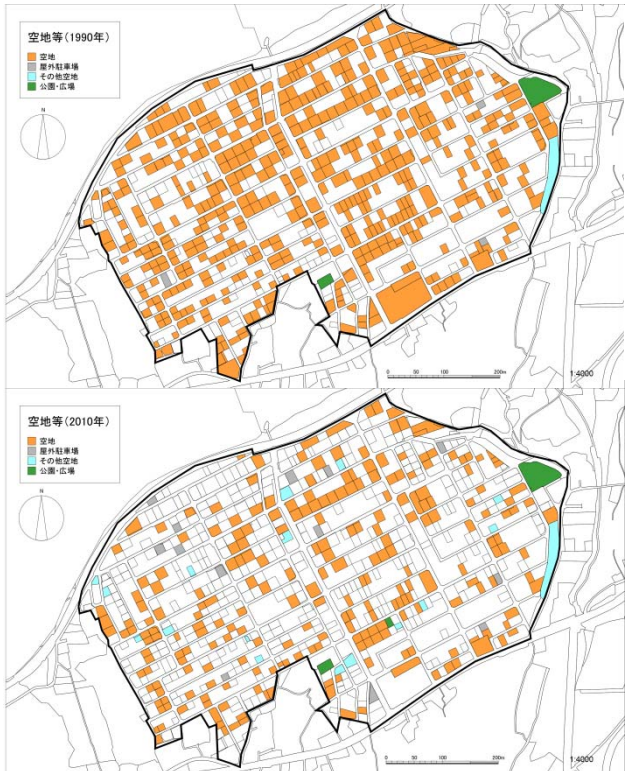 空地等(1990年)
空地
屋外駐車場
その他空地
公園・広場
N
0 100 200m
1:4000
空地等(2010年)
空地
屋外駐車場
その他空地
公園・広場
N
0 100 200m
1:4000